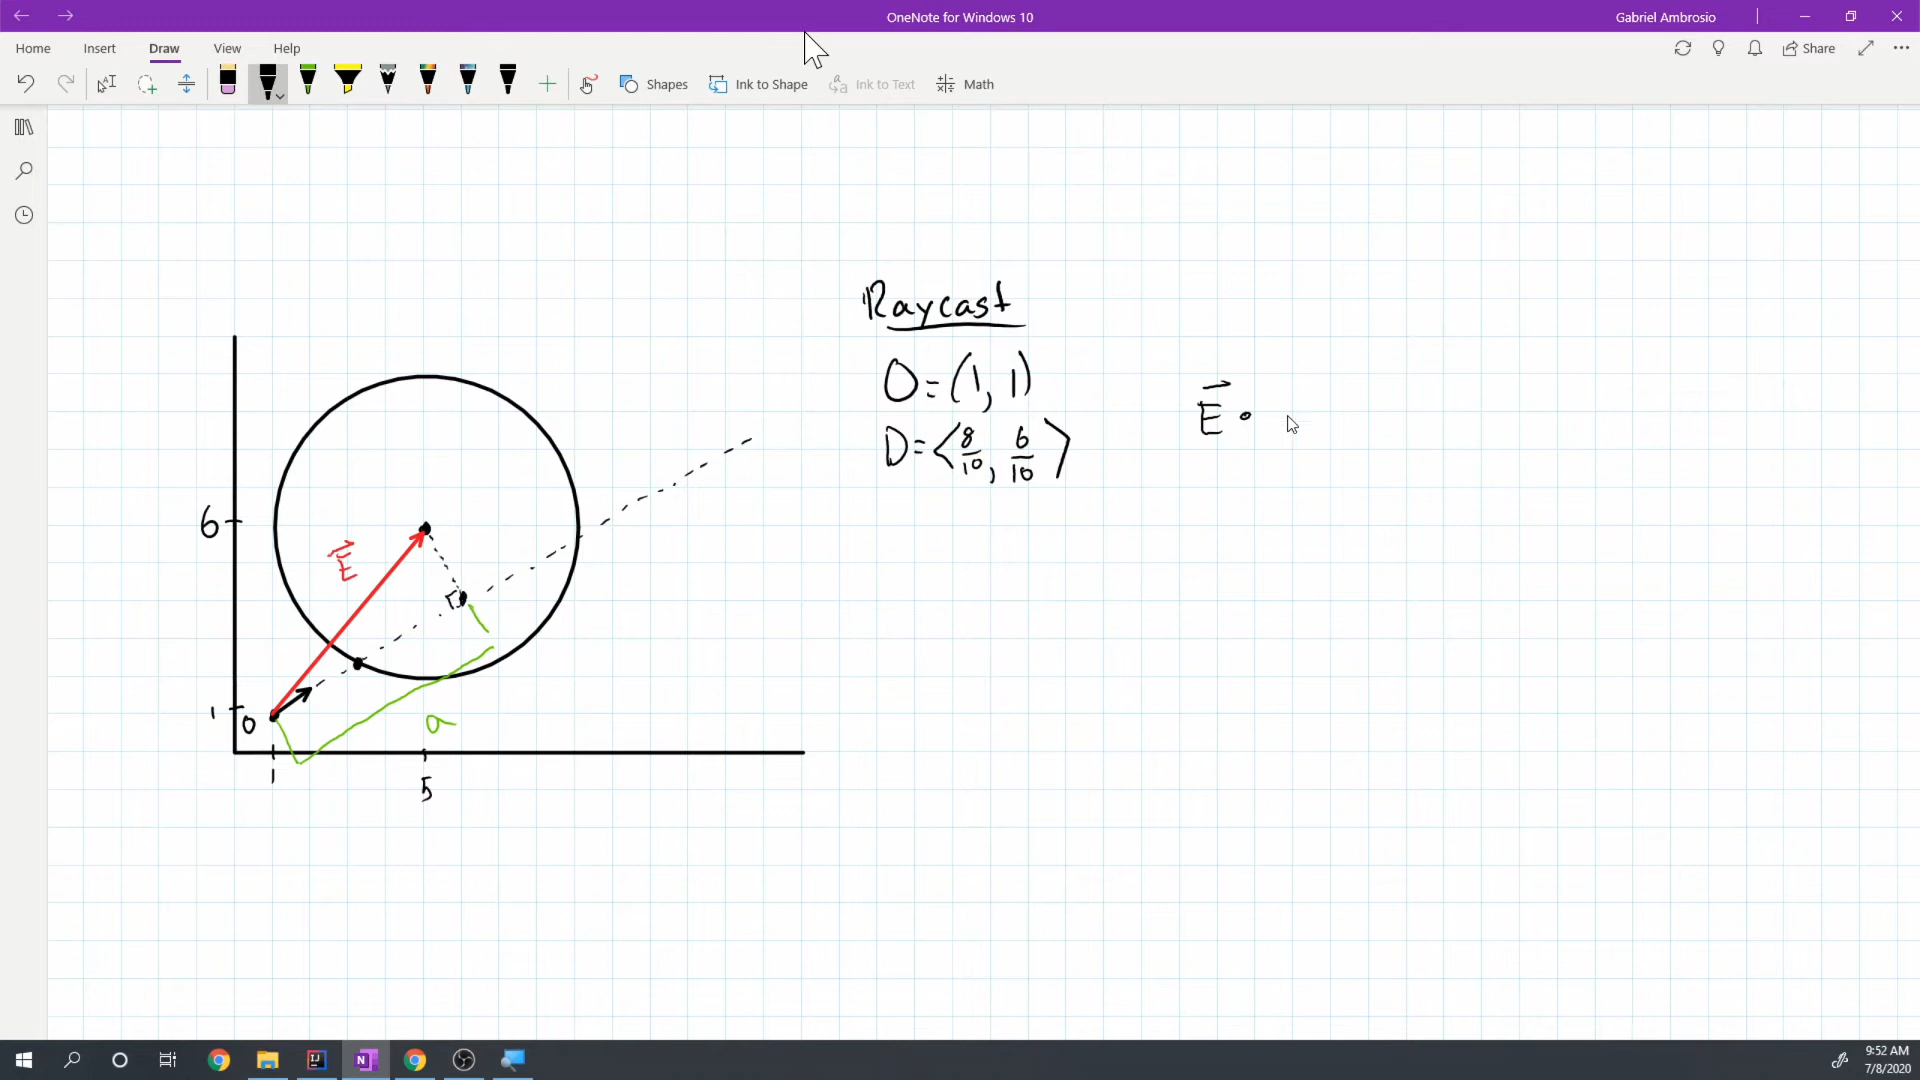 OneNote for Windows 10
Gabriel Ambrosio
Home Insert Draw View Help
Share
Shapes Ink to Shape Ink to Text Math
Raycast
O = (1, 1)
D = <8/10, 6/10>
E⃗ •
6
E⃗
1 O
a
1
5
9:52 AM
7/8/2020